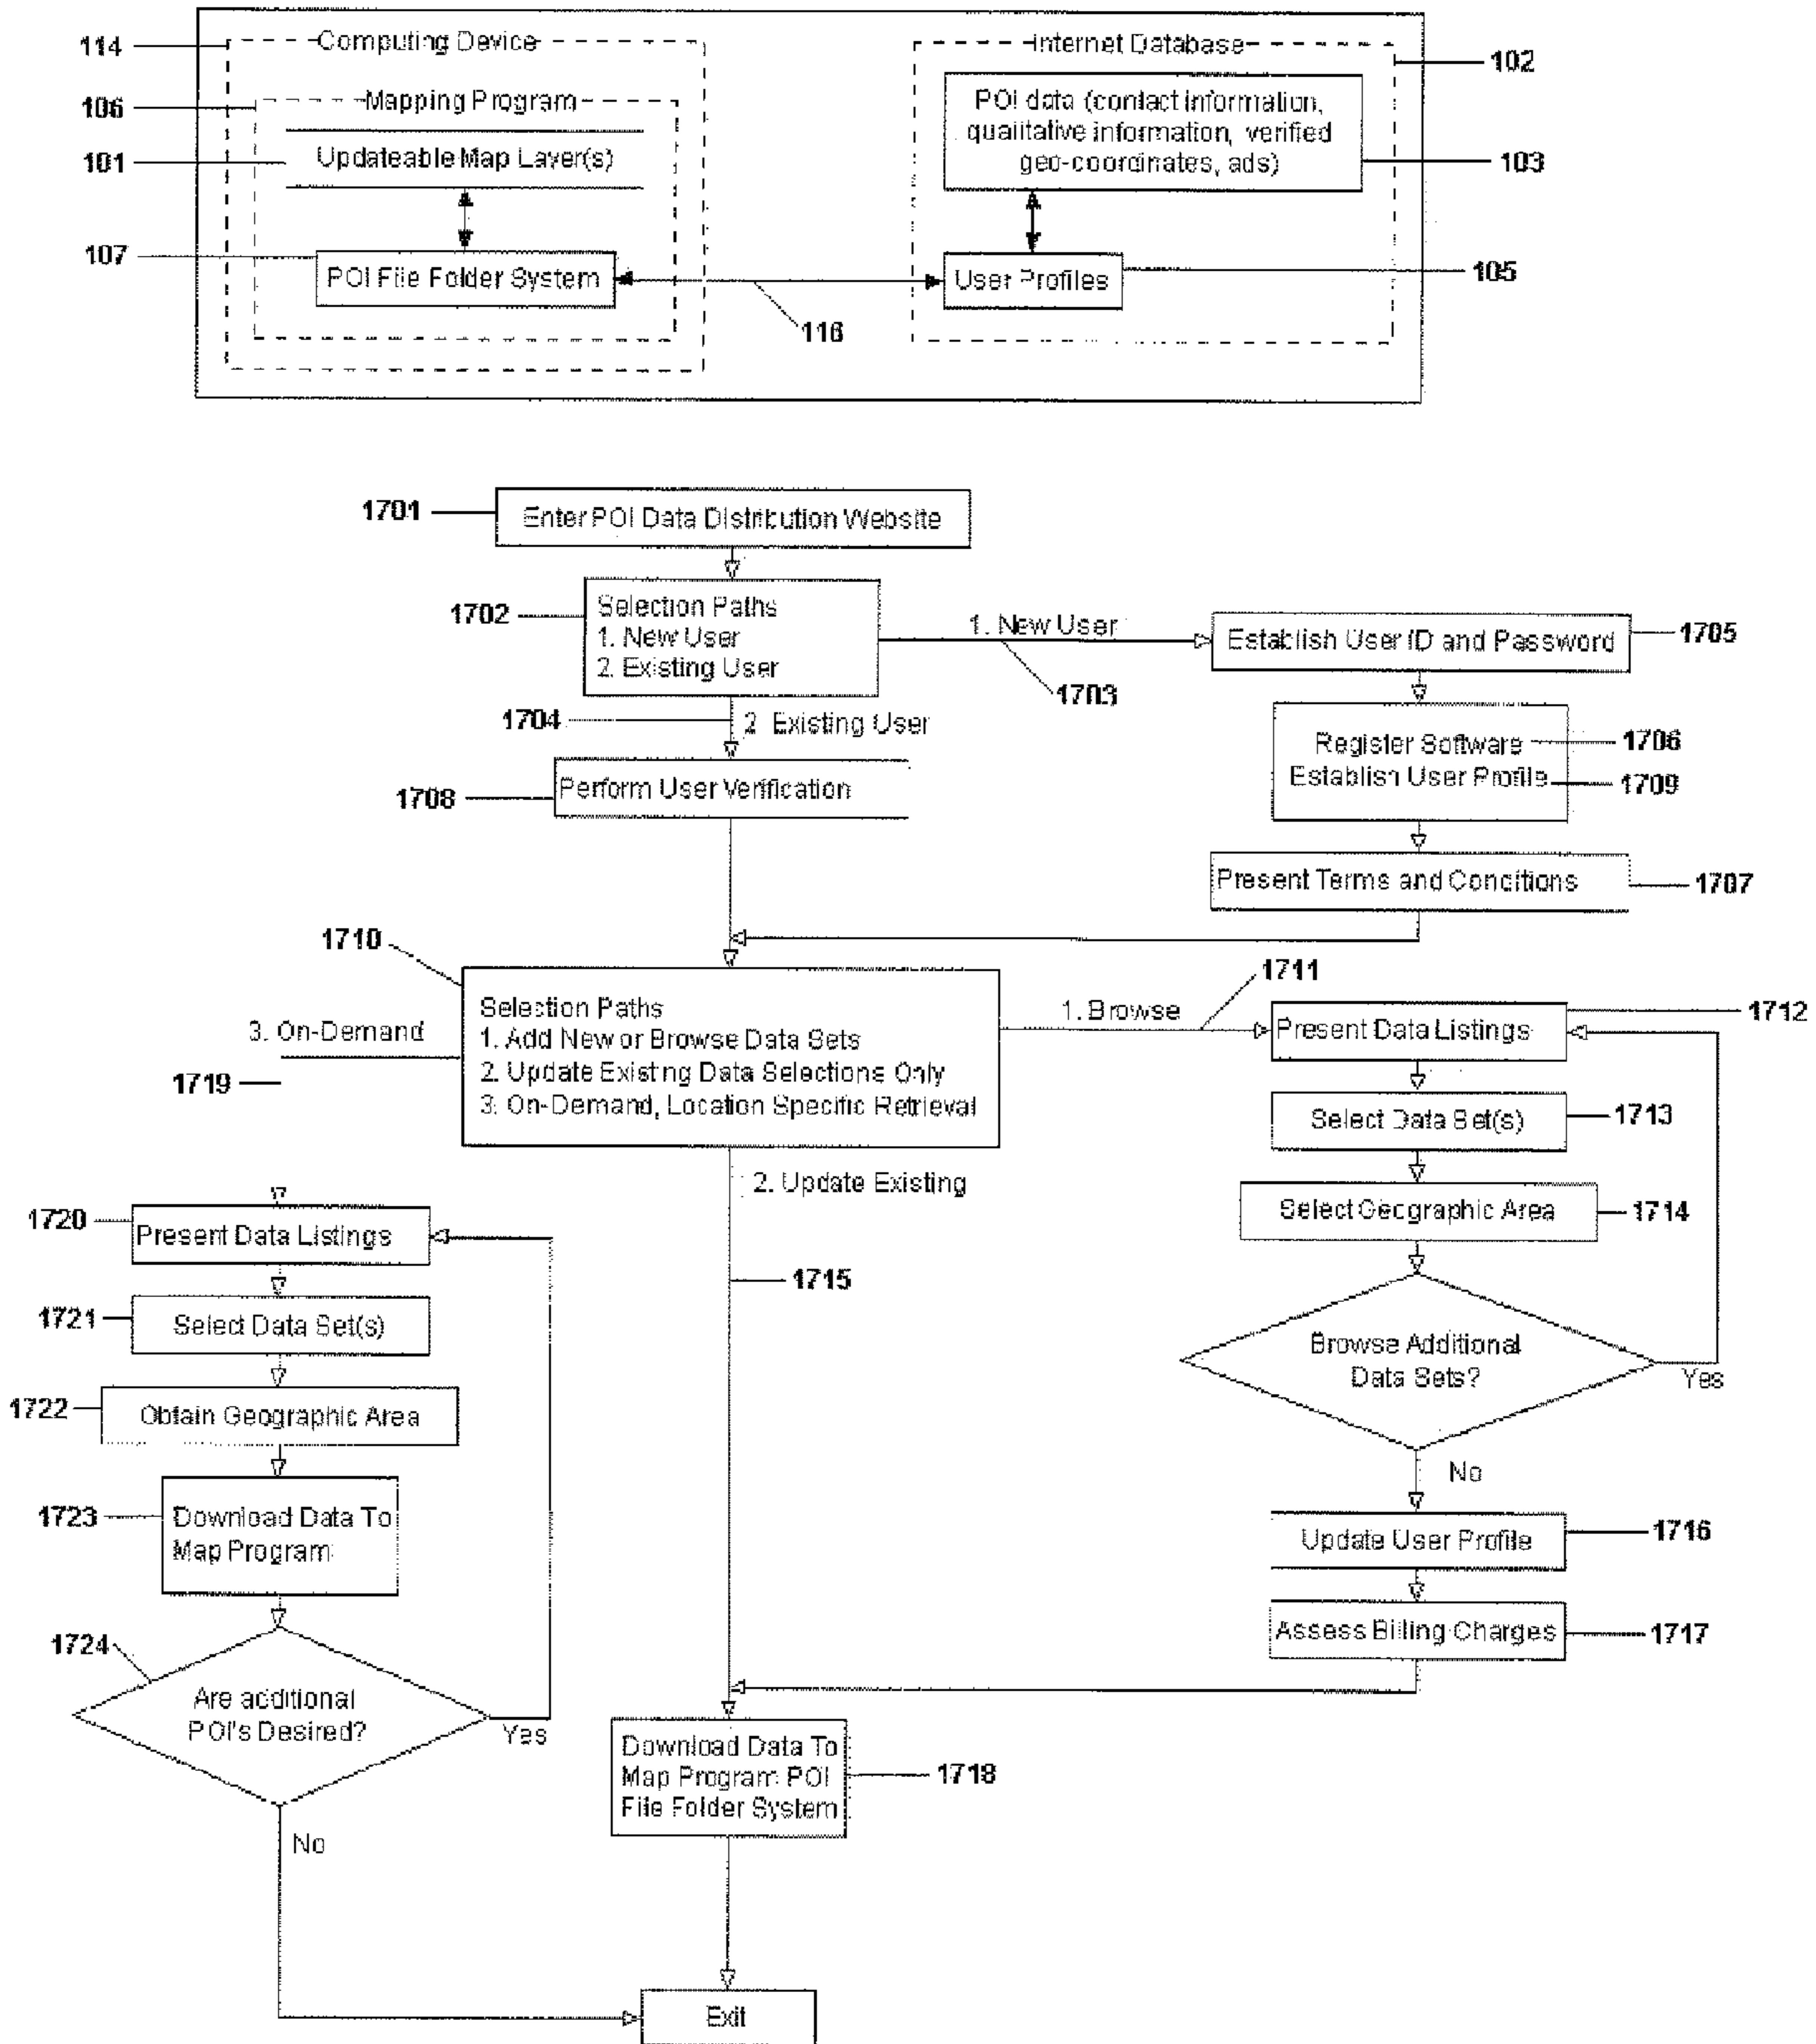 114
Computing Device
Internet Database
102
106
Mapping Program
POI data (contact information,
qualitative information, verified
geo-coordinates, ads)
101
Updateable Map Layer(s)
103
107
POI File Folder System
User Profiles
105
116
1701
Enter POI Data Distribution Website
1702
Selection Paths
1. New User
2. Existing User
1. New User
1703
Establish User ID and Password
1705
1704
2 Existing User
Register Software
1706
Establish User Profile
1709
1708
Perform User Verification
Present Terms and Conditions
1707
1710
Selection Paths
1. Add New or Browse Data Sets
2. Update Existing Data Selections Only
3. On-Demand, Location Specific Retrieval
1711
1. Browse
1712
Present Data Listings
3. On-Demand
1719
Select Data Set(s)
1713
2. Update Existing
Select Geographic Area
1714
1720
Present Data Listings
1715
1721
Select Data Set(s)
Browse Additional
Data Sets?
Yes
1722
Obtain Geographic Area
No
1723
Download Data To
Map Program
Update User Profile
1716
Assess Billing Charges
1717
1724
Are additional
POI's Desired?
Yes
Download Data To
Map Program POI
File Folder System
1718
No
Exit